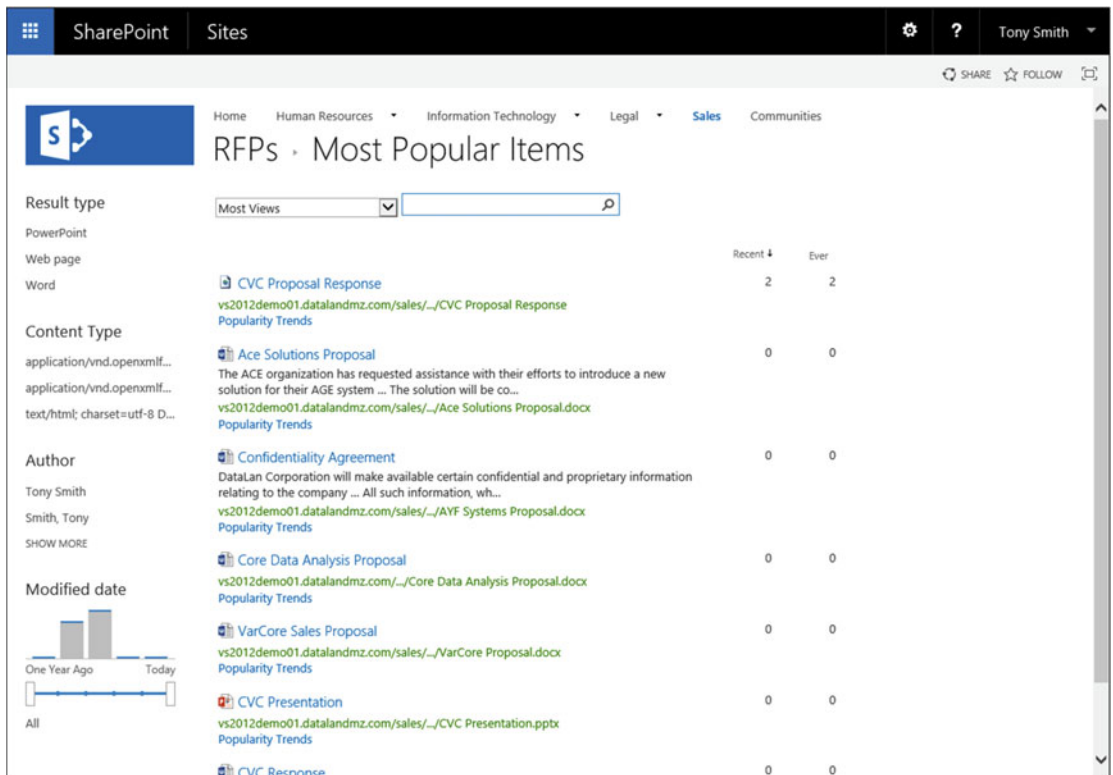 SharePoint Sites ? Tony Smith
SHARE FOLLOW
S
Home Human Resources Information Technology Legal Sales Communities
RFPs Most Popular Items
Result type
PowerPoint
Web page
Word
Content Type
application/vnd.openxmlf...
application/vnd.openxmlf...
text/html; charset=utf-8 D...
Author
Tony Smith
Smith, Tony
SHOW MORE
Modified date
One Year Ago Today
All
Most Views
Recent Ever
CVC Proposal Response 2 2
vs2012demo01.datalandmz.com/sales/.../CVC Proposal Response
Popularity Trends
Ace Solutions Proposal 0 0
The ACE organization has requested assistance with their efforts to introduce a new
solution for their AGE system ... The solution will be co...
vs2012demo01.datalandmz.com/sales/.../Ace Solutions Proposal.docx
Popularity Trends
Confidentiality Agreement 0 0
DataLan Corporation will make available certain confidential and proprietary information
relating to the company ... All such information, wh...
vs2012demo01.datalandmz.com/sales/.../AYF Systems Proposal.docx
Popularity Trends
Core Data Analysis Proposal 0 0
vs2012demo01.datalandmz.com/.../Core Data Analysis Proposal.docx
Popularity Trends
VarCore Sales Proposal 0 0
vs2012demo01.datalandmz.com/sales/.../VarCore Proposal.docx
Popularity Trends
CVC Presentation 0 0
vs2012demo01.datalandmz.com/sales/.../CVC Presentation.pptx
Popularity Trends
CVC Response 0 0